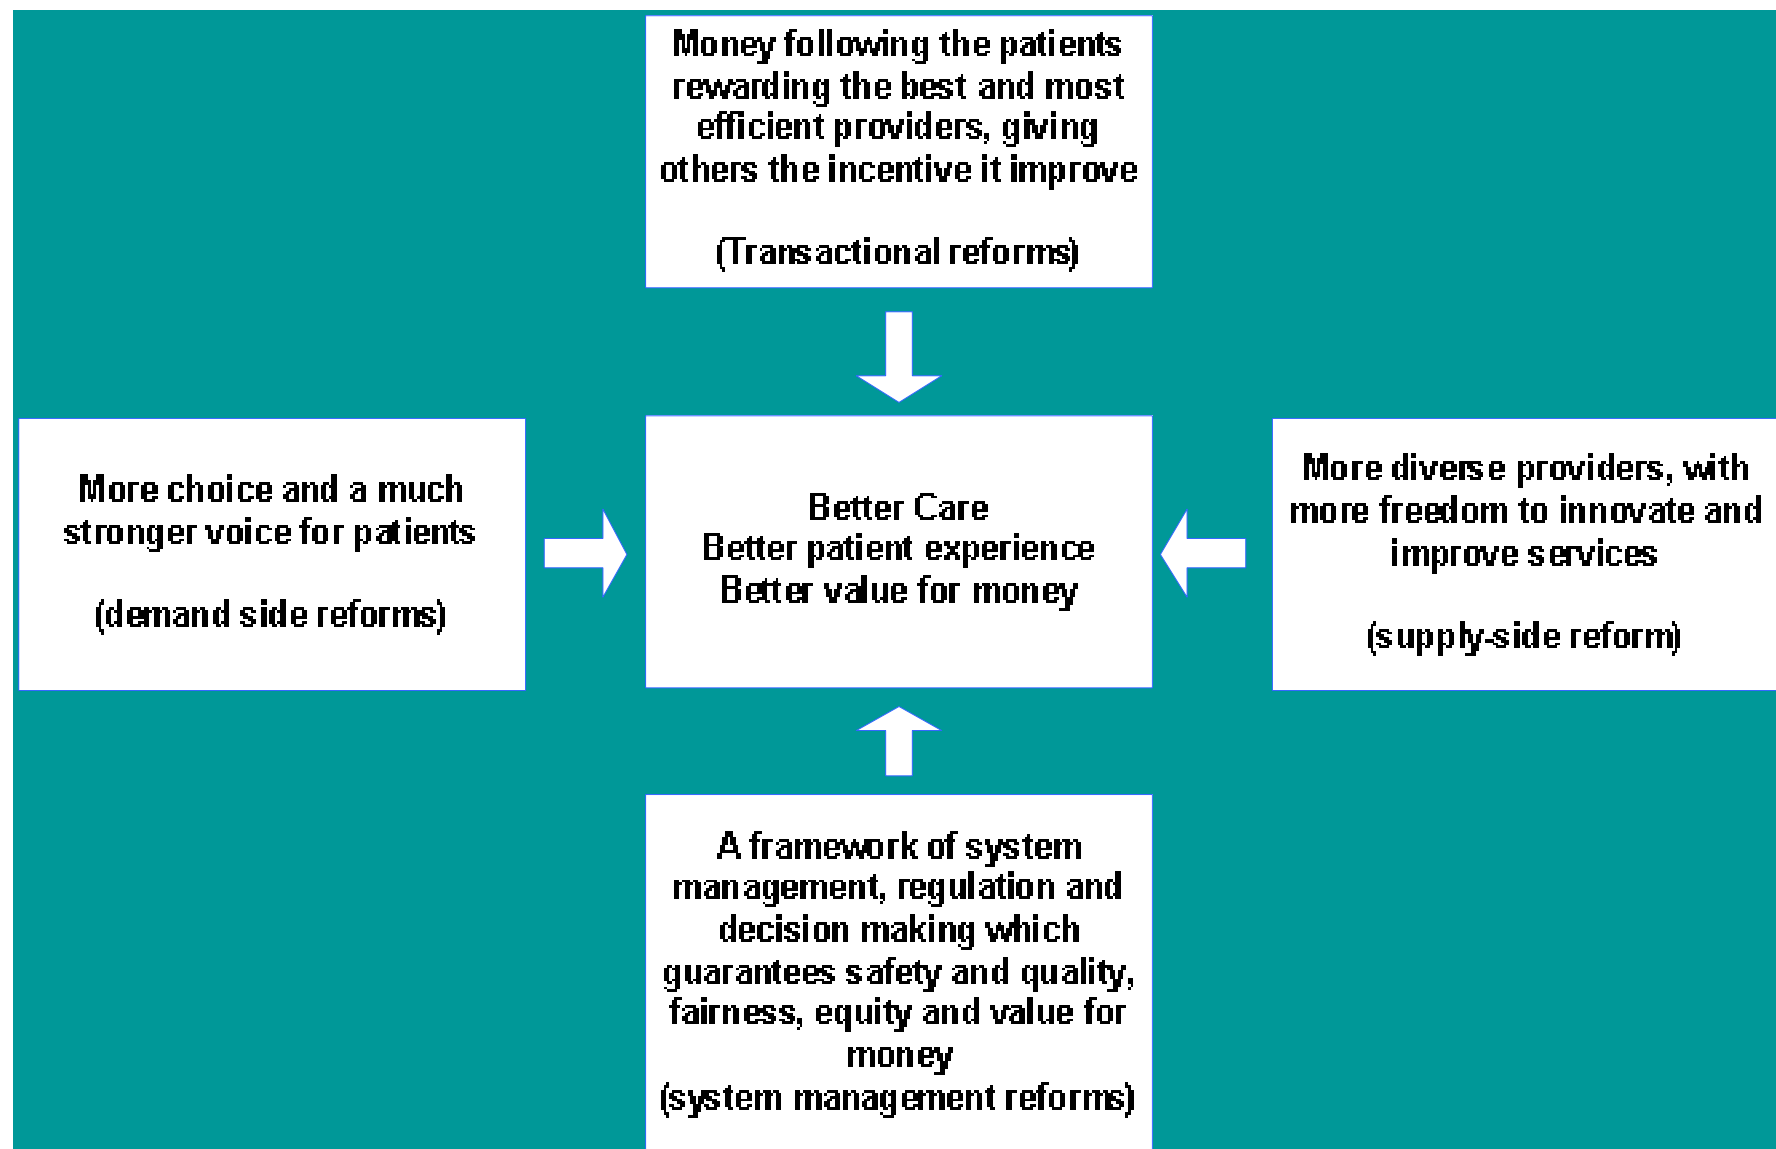 Money following the patients
rewarding the best and most
efficient providers, giving
others the incentive it improve
(Transactional reforms)
More choice and a much
stronger voice for patients
(demand side reforms)
Better Care
Better patient experience
Better value for money
More diverse providers, with
more freedom to innovate and
improve services
(supply-side reform)
A framework of system
management, regulation and
decision making which
guarantees safety and quality,
fairness, equity and value for
money
(system management reforms)